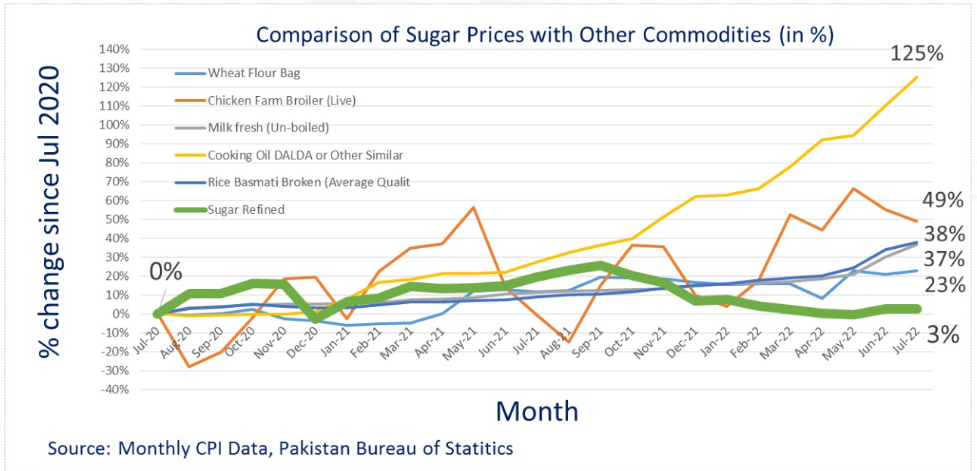 Comparison of Sugar Prices with Other Commodities (in %)
% change since Jul 2020
140%
130%
120%
110%
100%
90%
80%
70%
60%
50%
40%
30%
20%
10%
0%
-10%
-20%
-30%
-40%
Wheat Flour Bag
Chicken Farm Broiler (Live)
Milk fresh (Un-boiled)
Cooking Oil DALDA or Other Similar
Rice Basmati Broken (Average Qualit
Sugar Refined
0%
125%
49%
38%
37%
23%
3%
Jul-20
Aug-20
Sep-20
Oct-20
Nov-20
Dec-20
Jan-21
Feb-21
Mar-21
Apr-21
May-21
Jun-21
Jul-21
Aug-21
Sep-21
Oct-21
Nov-21
Dec-21
Jan-22
Feb-22
Mar-22
Apr-22
May-22
Jun-22
Jul-22
Month
Source: Monthly CPI Data, Pakistan Bureau of Statitics